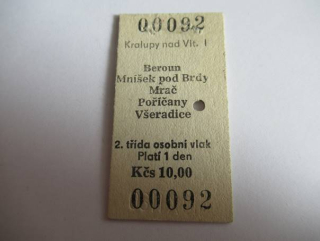 00092
Kralupy nad Vlt. 1
Beroun
Mníšek pod Brdy
Mrač
Poříčany
Všeradice
2. třída osobní vlak
Platí 1 den
Kčs 10,00
00092